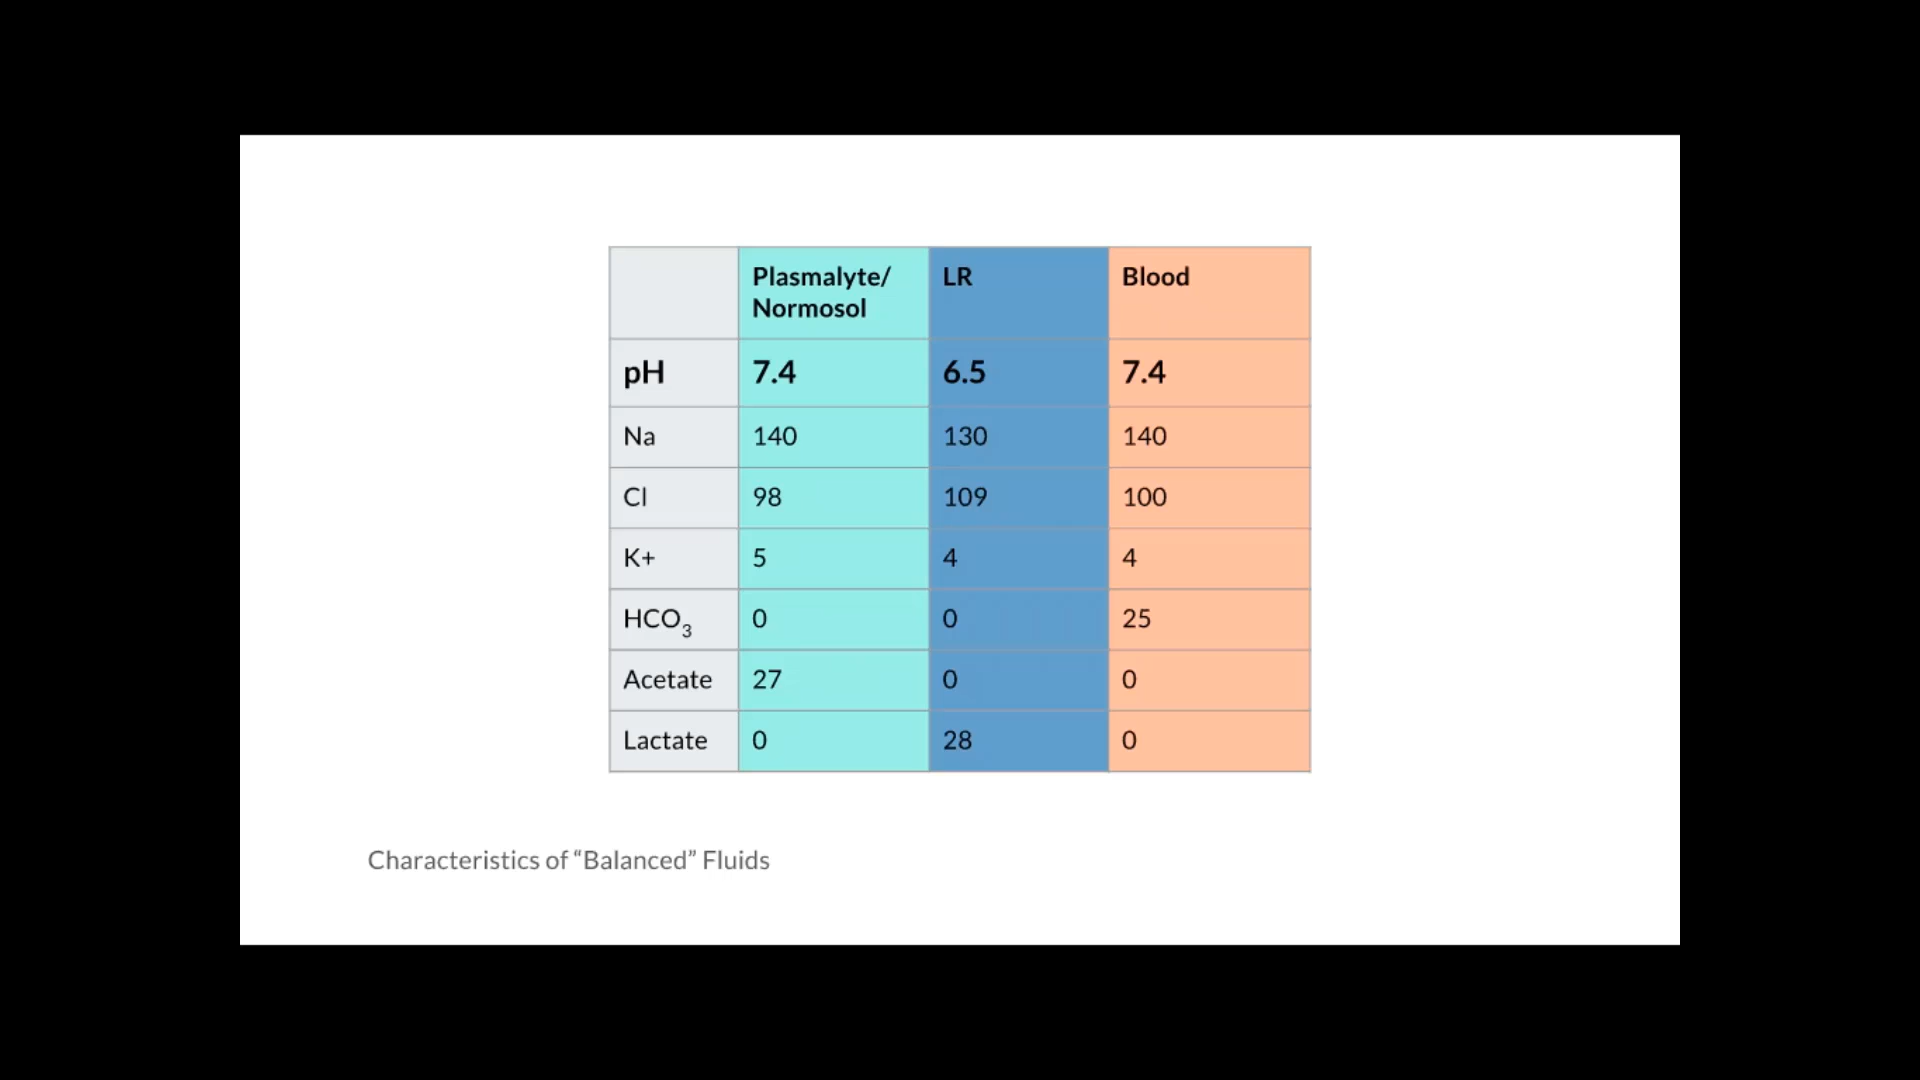 Plasmalyte/ LR Blood
Normosol
pH 7.4 6.5 7.4
Na 140 130 140
Cl 98 109 100
K+ 5 4 4
HCO3 0 0 25
Acetate 27 0 0
Lactate 0 28 0
Characteristics of “Balanced” Fluids